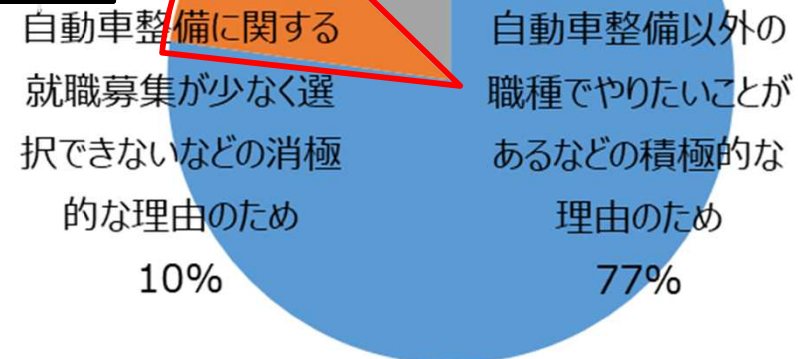 自動車整備に関する
就職募集が少なく選
択できないなどの消極
的な理由のため
10%
自動車整備以外の
職種でやりたいことが
あるなどの積極的な
理由のため
77%